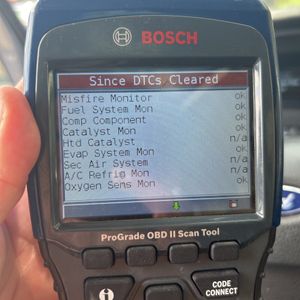 BOSCH
Since DTCs Cleared
Misfire Monitor ok
Fuel System Mon ok
Comp Component ok
Catalyst Mon ok
Htd Catalyst n/a
Evap System Mon ok
Sec Air System n/a
A/C Refrig Mon n/a
Oxygen Sens Mon ok
ProGrade OBD II Scan Tool
CODE
CONNECT